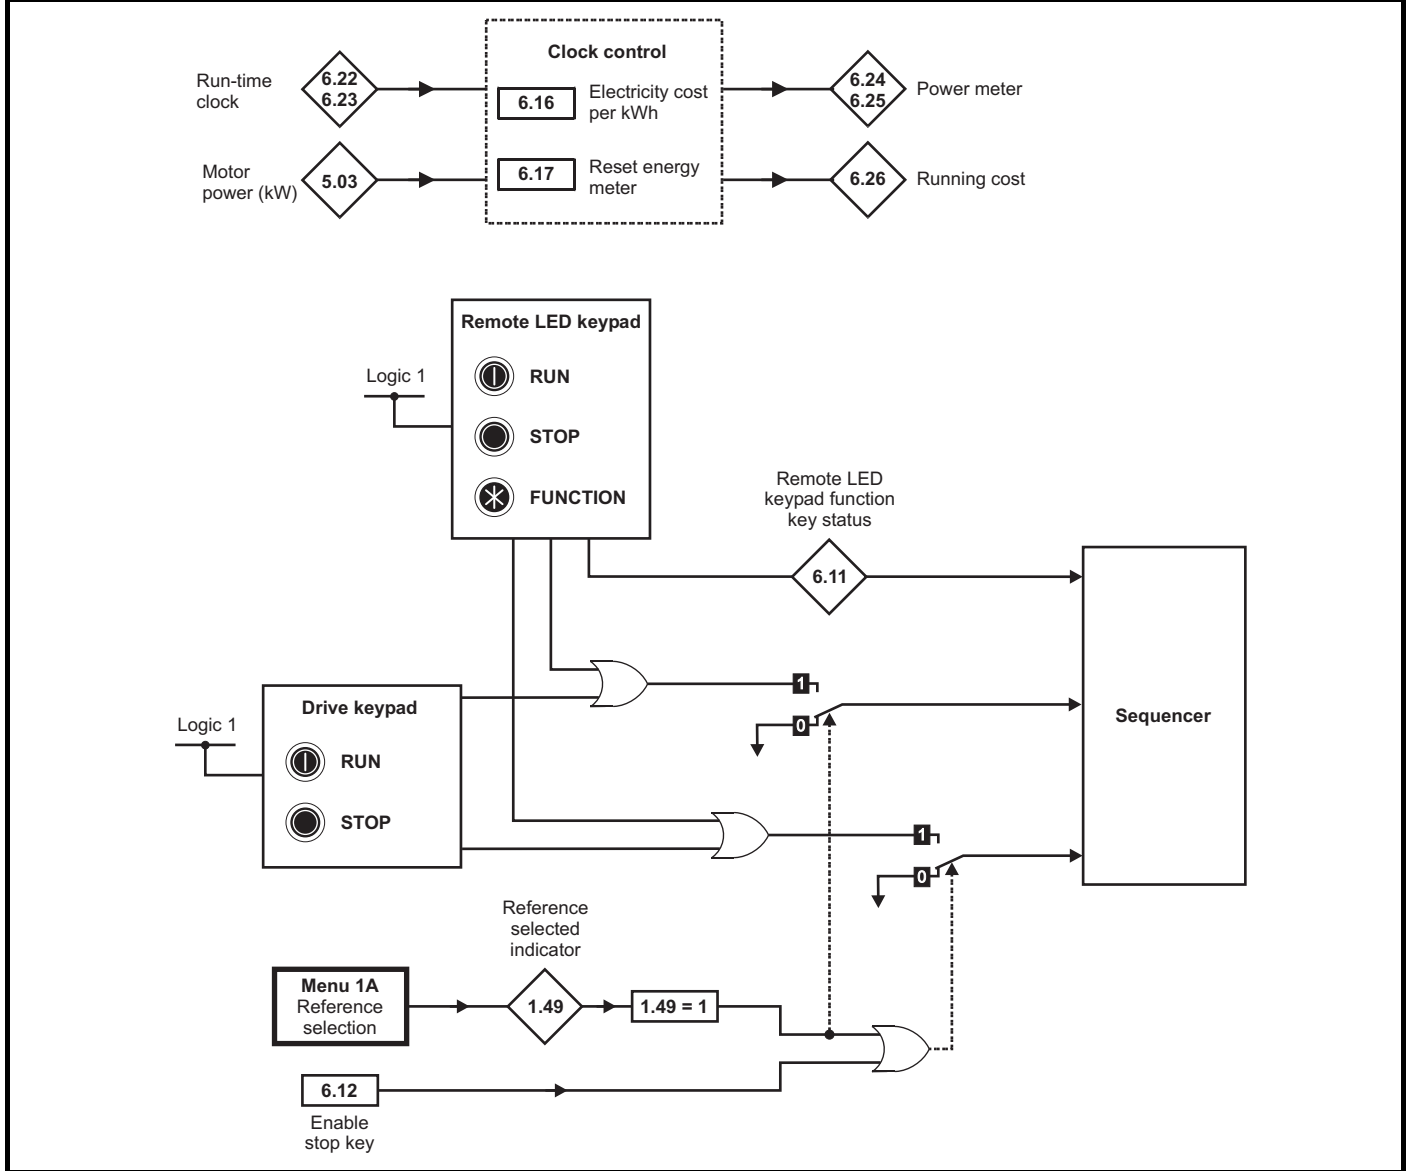 Clock control
Run-time
clock
6.22
6.23
6.16
Electricity cost
per kWh
6.24
6.25
Power meter
Motor
power (kW)
5.03
6.17
Reset energy
meter
6.26
Running cost
Remote LED keypad
Logic 1
RUN
STOP
FUNCTION
Remote LED
keypad function
key status
6.11
Sequencer
1
0
Drive keypad
Logic 1
RUN
STOP
1
0
Reference
selected
indicator
Menu 1A
Reference
selection
1.49
1.49 = 1
6.12
Enable
stop key